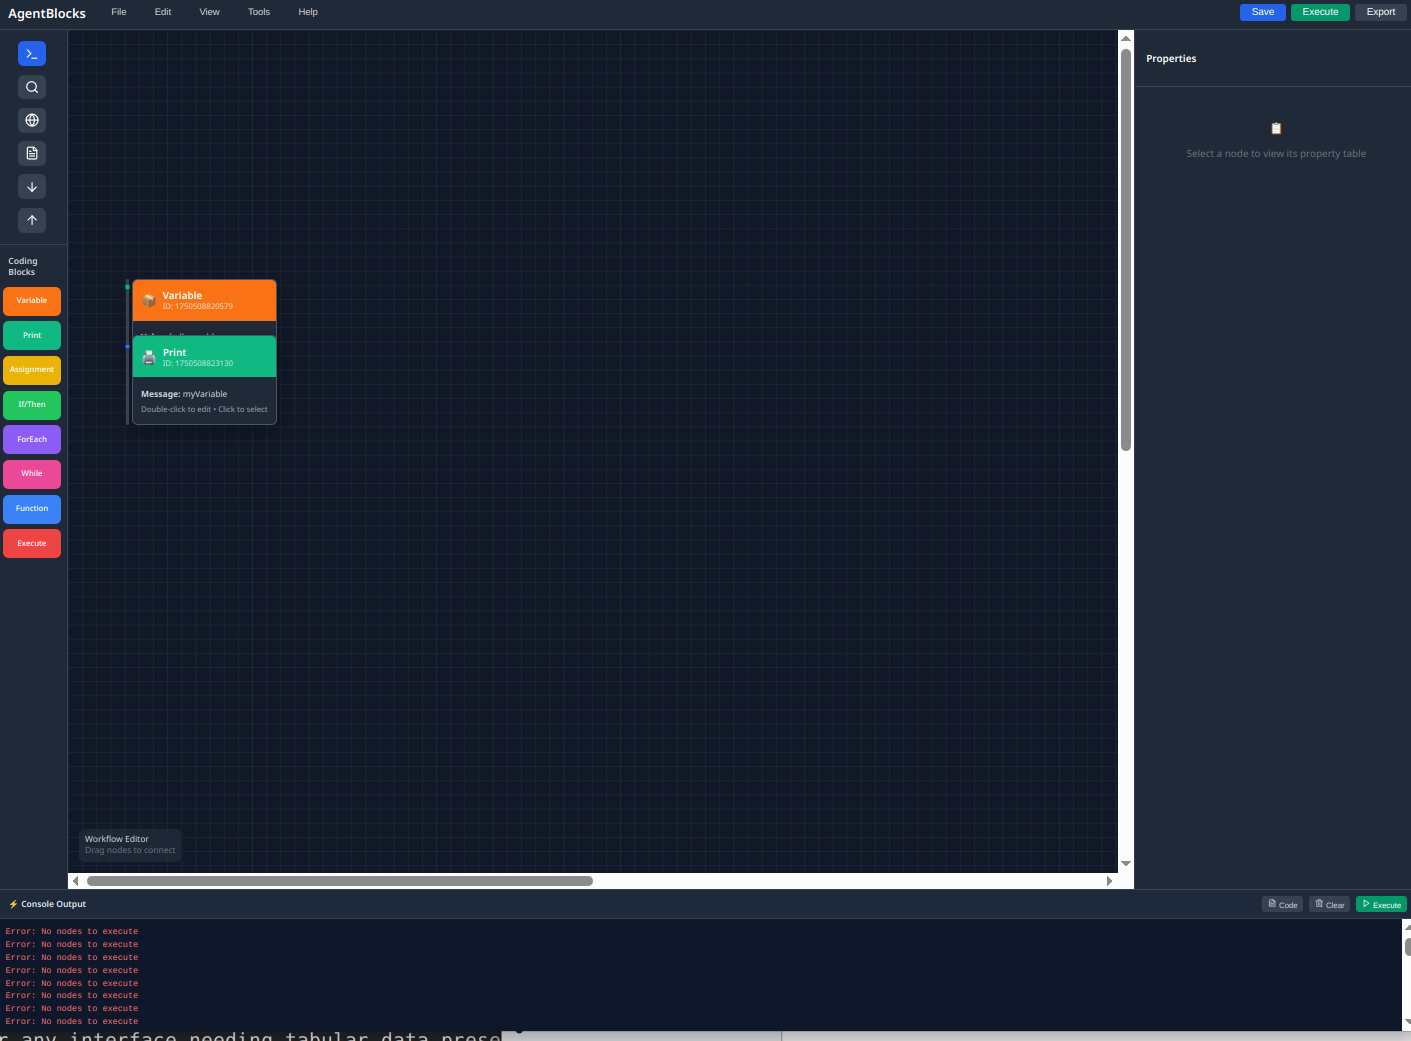 AgentBlocks
File Edit View Tools Help
Save Execute Export
Properties
Select a node to view its property table
Coding
Blocks
Variable
Print
Assignment
If/Then
ForEach
While
Function
Execute
Variable
ID: 1750508820579
Print
ID: 1750508823130
Message: myVariable
Double-click to edit • Click to select
Workflow Editor
Drag nodes to connect
Console Output
Code Clear Execute
Error: No nodes to execute
Error: No nodes to execute
Error: No nodes to execute
Error: No nodes to execute
Error: No nodes to execute
Error: No nodes to execute
Error: No nodes to execute
Error: No nodes to execute
r any interface needing tabular data prese